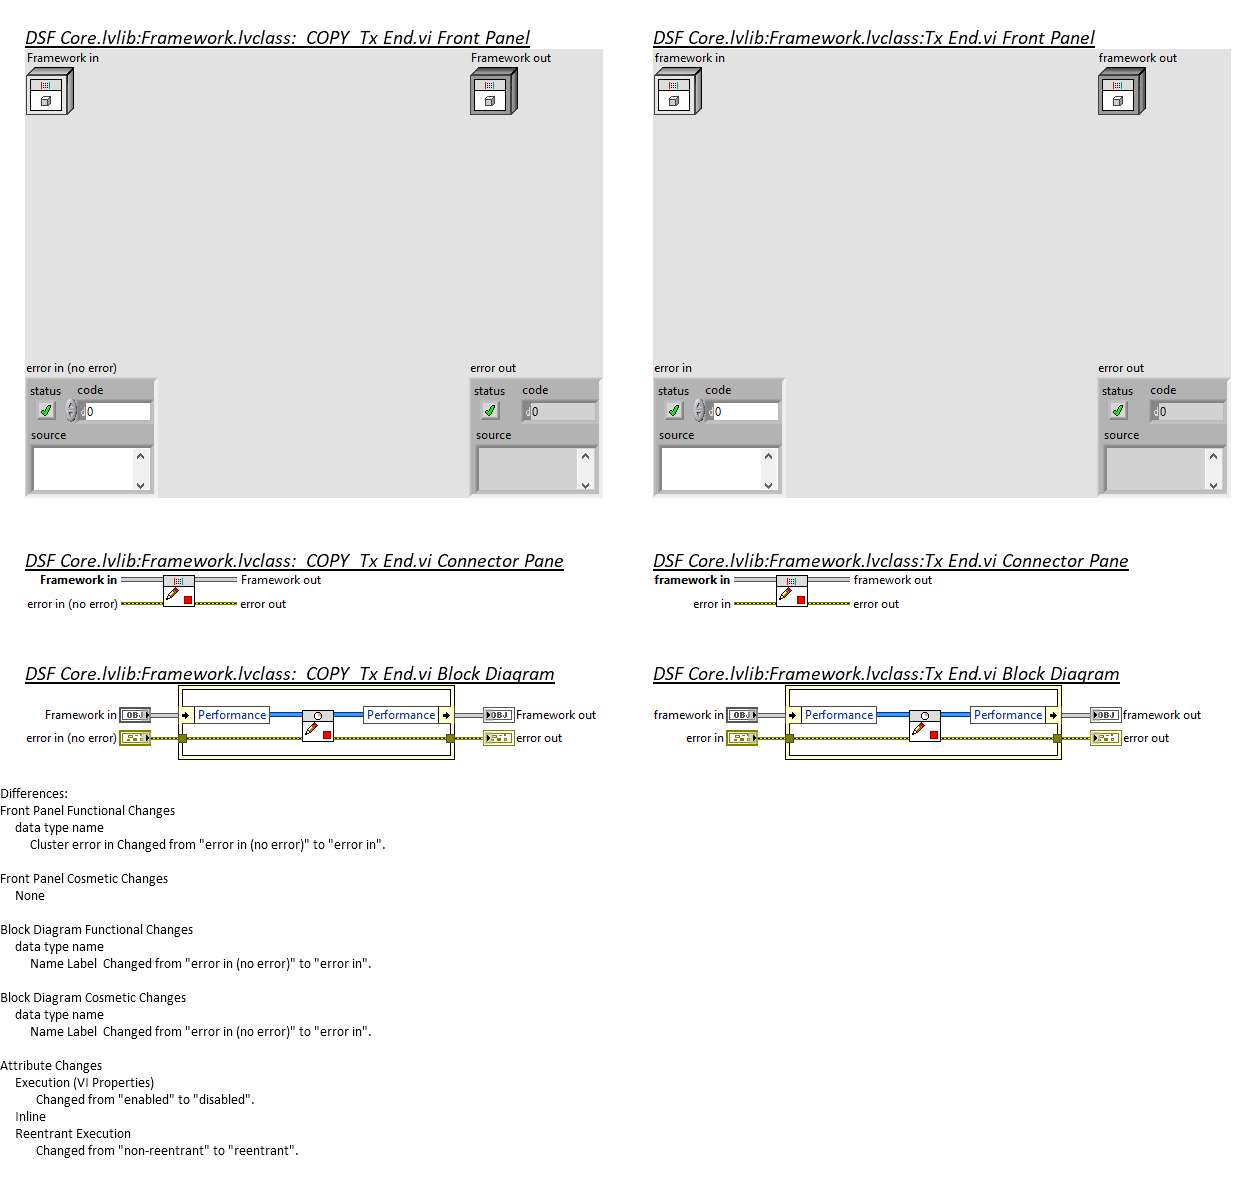 DSF Core.lvlib:Framework.lvclass:  COPY  Tx End.vi Front Panel
Framework in
Framework out
error in (no error)
status code
d 0
source
error out
status code
d 0
source
DSF Core.lvlib:Framework.lvclass:Tx End.vi Front Panel
framework in
framework out
error in
status code
d 0
source
error out
status code
d 0
source
DSF Core.lvlib:Framework.lvclass:  COPY  Tx End.vi Connector Pane
Framework in
Framework out
error in (no error)
error out
DSF Core.lvlib:Framework.lvclass:Tx End.vi Connector Pane
framework in
framework out
error in
error out
DSF Core.lvlib:Framework.lvclass:  COPY  Tx End.vi Block Diagram
Framework in OBJ Performance Performance OBJ Framework out
error in (no error)
error out
DSF Core.lvlib:Framework.lvclass:Tx End.vi Block Diagram
framework in OBJ Performance Performance OBJ framework out
error in
error out
Differences:
Front Panel Functional Changes
data type name
Cluster error in Changed from "error in (no error)" to "error in".
Front Panel Cosmetic Changes
None
Block Diagram Functional Changes
data type name
Name Label  Changed from "error in (no error)" to "error in".
Block Diagram Cosmetic Changes
data type name
Name Label  Changed from "error in (no error)" to "error in".
Attribute Changes
Execution (VI Properties)
Changed from "enabled" to "disabled".
Inline
Reentrant Execution
Changed from "non-reentrant" to "reentrant".